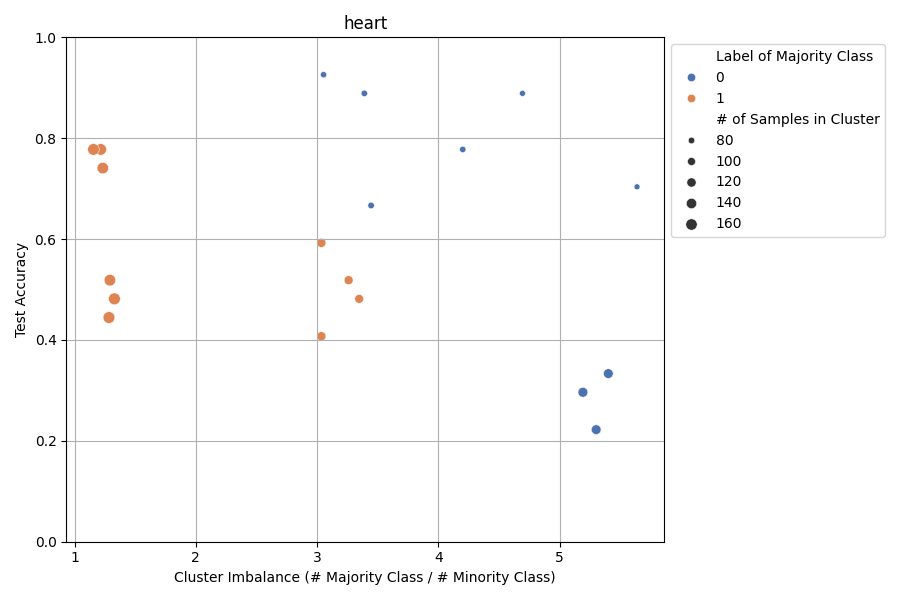 heart
Label of Majority Class
0
1
# of Samples in Cluster
80
100
120
140
160
1.0
0.8
0.6
0.4
0.2
0.0
Test Accuracy
1 2 3 4 5
Cluster Imbalance (# Majority Class / # Minority Class)